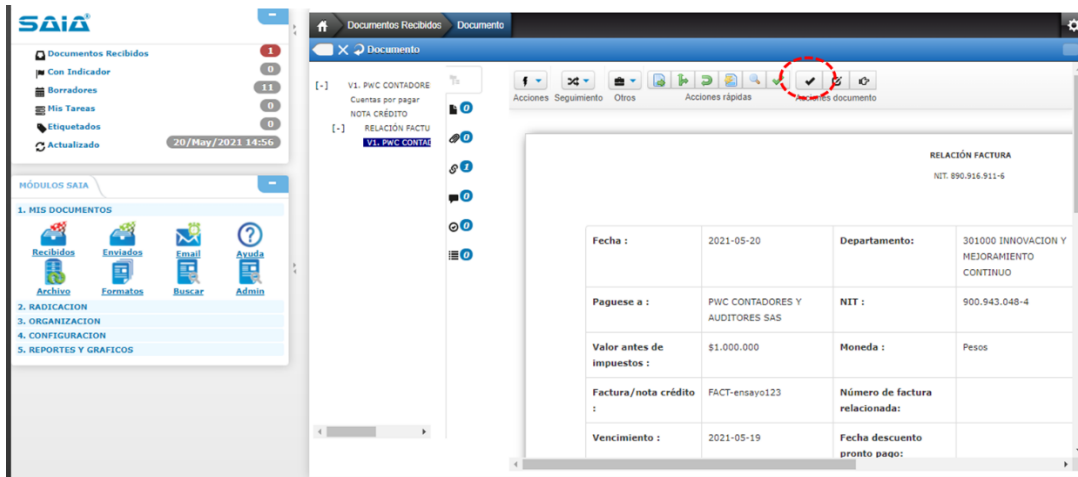 SAIA
Documentos Recibidos 1
Con Indicador 0
Borradores 11
Mis Tareas 0
Etiquetados 0
Actualizado 20/May/2021 14:56
MÓDULOS SAIA
1. MIS DOCUMENTOS
Recibidos Enviados Email Ayuda
Archivo Formatos Buscar Admin
2. RADICACION
3. ORGANIZACION
4. CONFIGURACION
5. REPORTES Y GRAFICOS
Documentos Recibidos Documento
Documento
[-] V1. PWC CONTADORE
Cuentas por pagar
NOTA CRÉDITO
[-] RELACIÓN FACTU
V1. PWC CONTAD
0
0
1
0
0
0
Acciones Seguimiento Otros Acciones rápidas Acciones documento
RELACIÓN FACTURA
NIT. 890.916.911-6
Fecha : 2021-05-20 Departamento: 301000 INNOVACION Y
MEJORAMIENTO
CONTINUO
Paguese a : PWC CONTADORES Y NIT : 900.943.048-4
AUDITORES SAS
Valor antes de $1.000.000 Moneda : Pesos
impuestos :
Factura/nota crédito FACT-ensayo123 Número de factura
: relacionada:
Vencimiento : 2021-05-19 Fecha descuento
pronto pago: